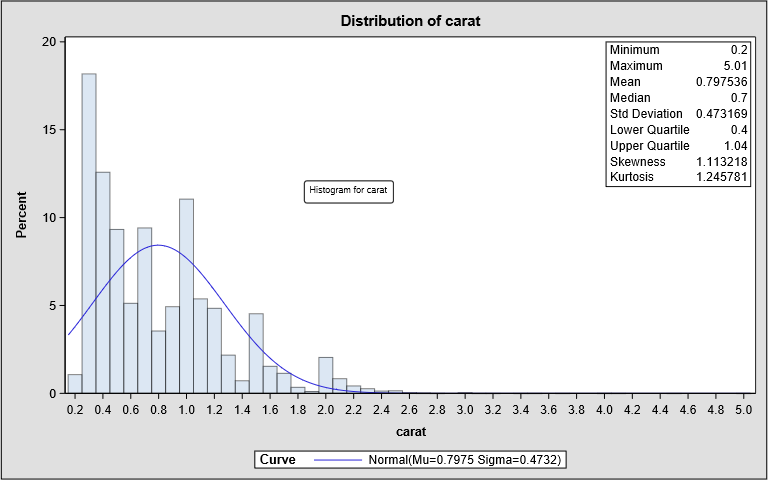 Distribution of carat
20
15
10
5
0
Percent
Minimum 0.2
Maximum 5.01
Mean 0.797536
Median 0.7
Std Deviation 0.473169
Lower Quartile 0.4
Upper Quartile 1.04
Skewness 1.113218
Kurtosis 1.245781
Histogram for carat
0.2 0.4 0.6 0.8 1.0 1.2 1.4 1.6 1.8 2.0 2.2 2.4 2.6 2.8 3.0 3.2 3.4 3.6 3.8 4.0 4.2 4.4 4.6 4.8 5.0
carat
Curve Normal(Mu=0.7975 Sigma=0.4732)